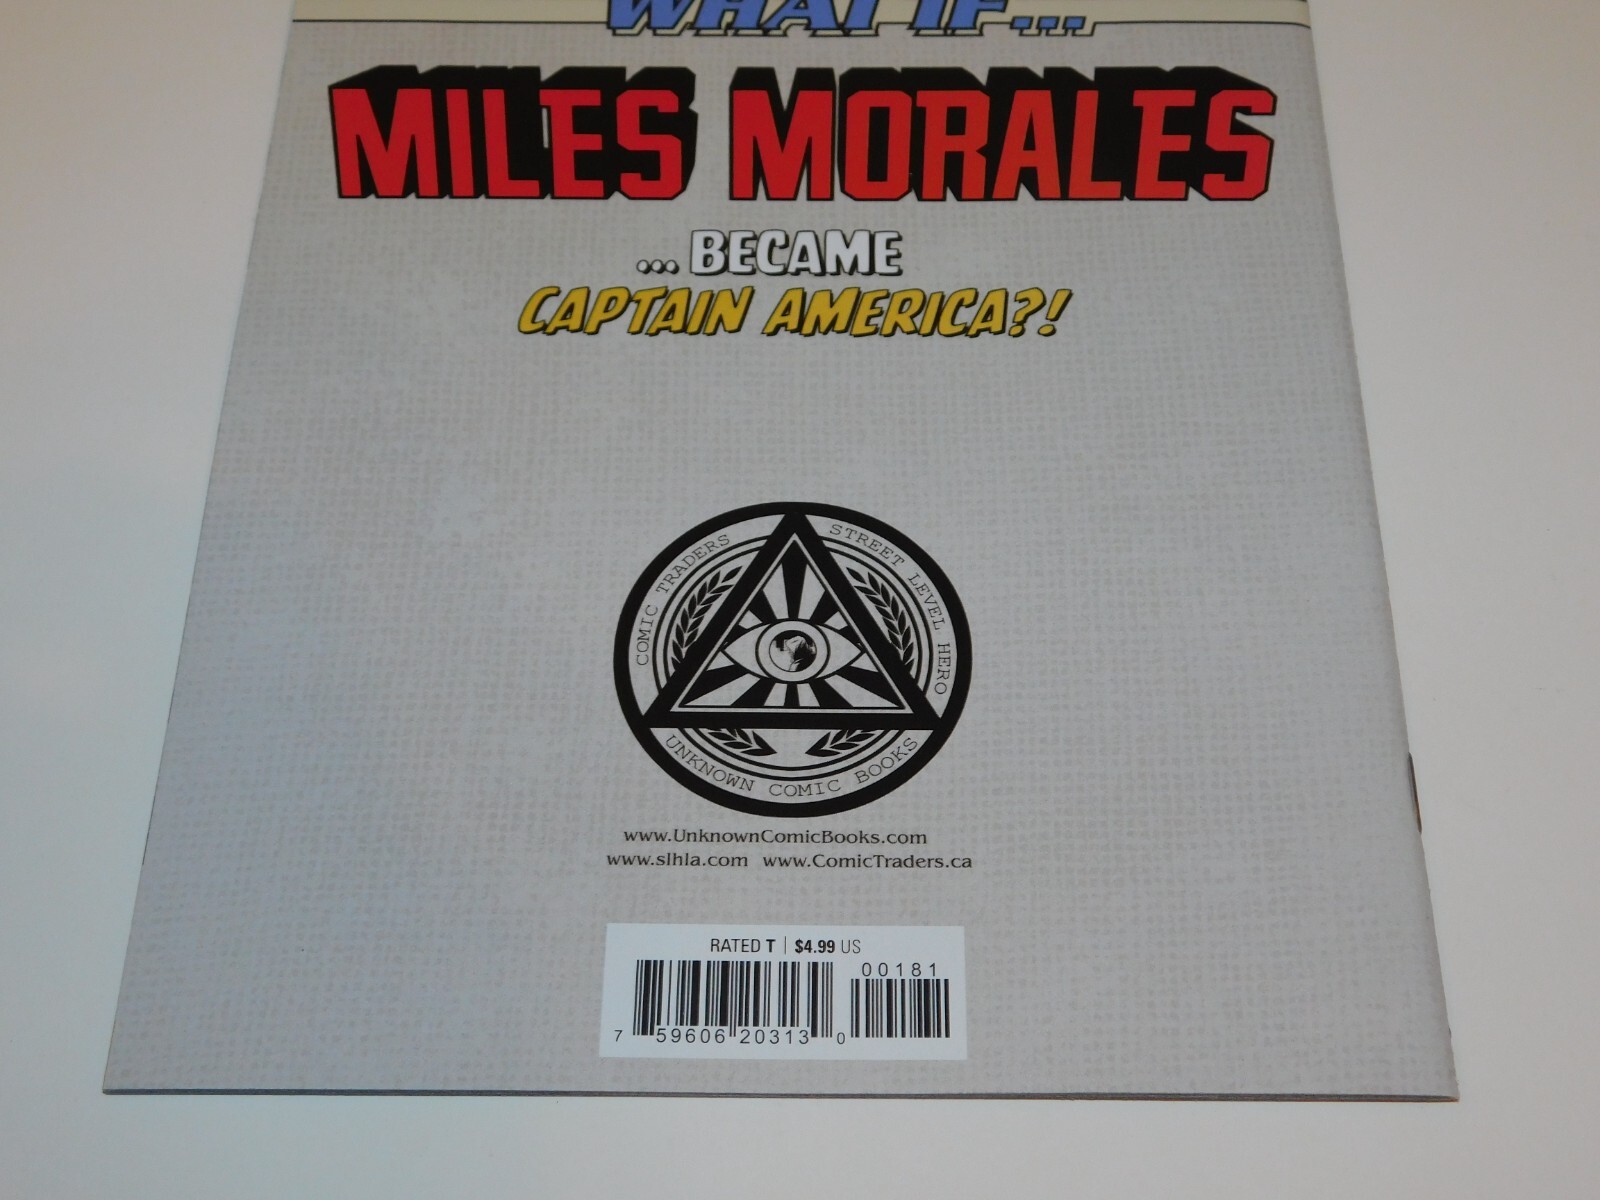 WHAT IF...
MILES MORALES
... BECAME
CAPTAIN AMERICA?!
COMIC TRADERS
STREET LEVEL HERO
UNKNOWN COMIC BOOKS
www.UnknownComicBooks.com
www.slhla.com www.ComicTraders.ca
RATED T | $4.99 US
00181
7 59606 20313 0